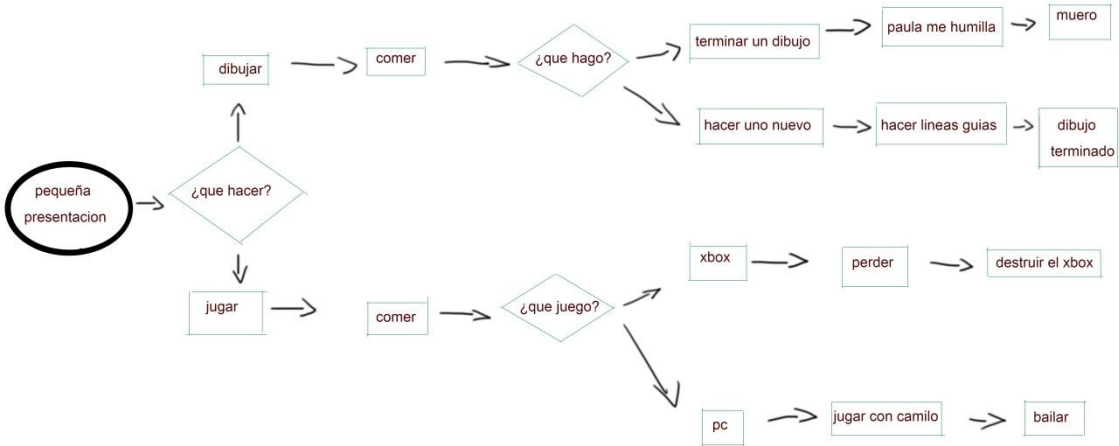 pequeña
presentacion
¿que hacer?
dibujar
comer
¿que hago?
terminar un dibujo
paula me humilla
muero
hacer uno nuevo
hacer lineas guias
dibujo
terminado
jugar
comer
¿que juego?
xbox
perder
destruir el xbox
pc
jugar con camilo
bailar